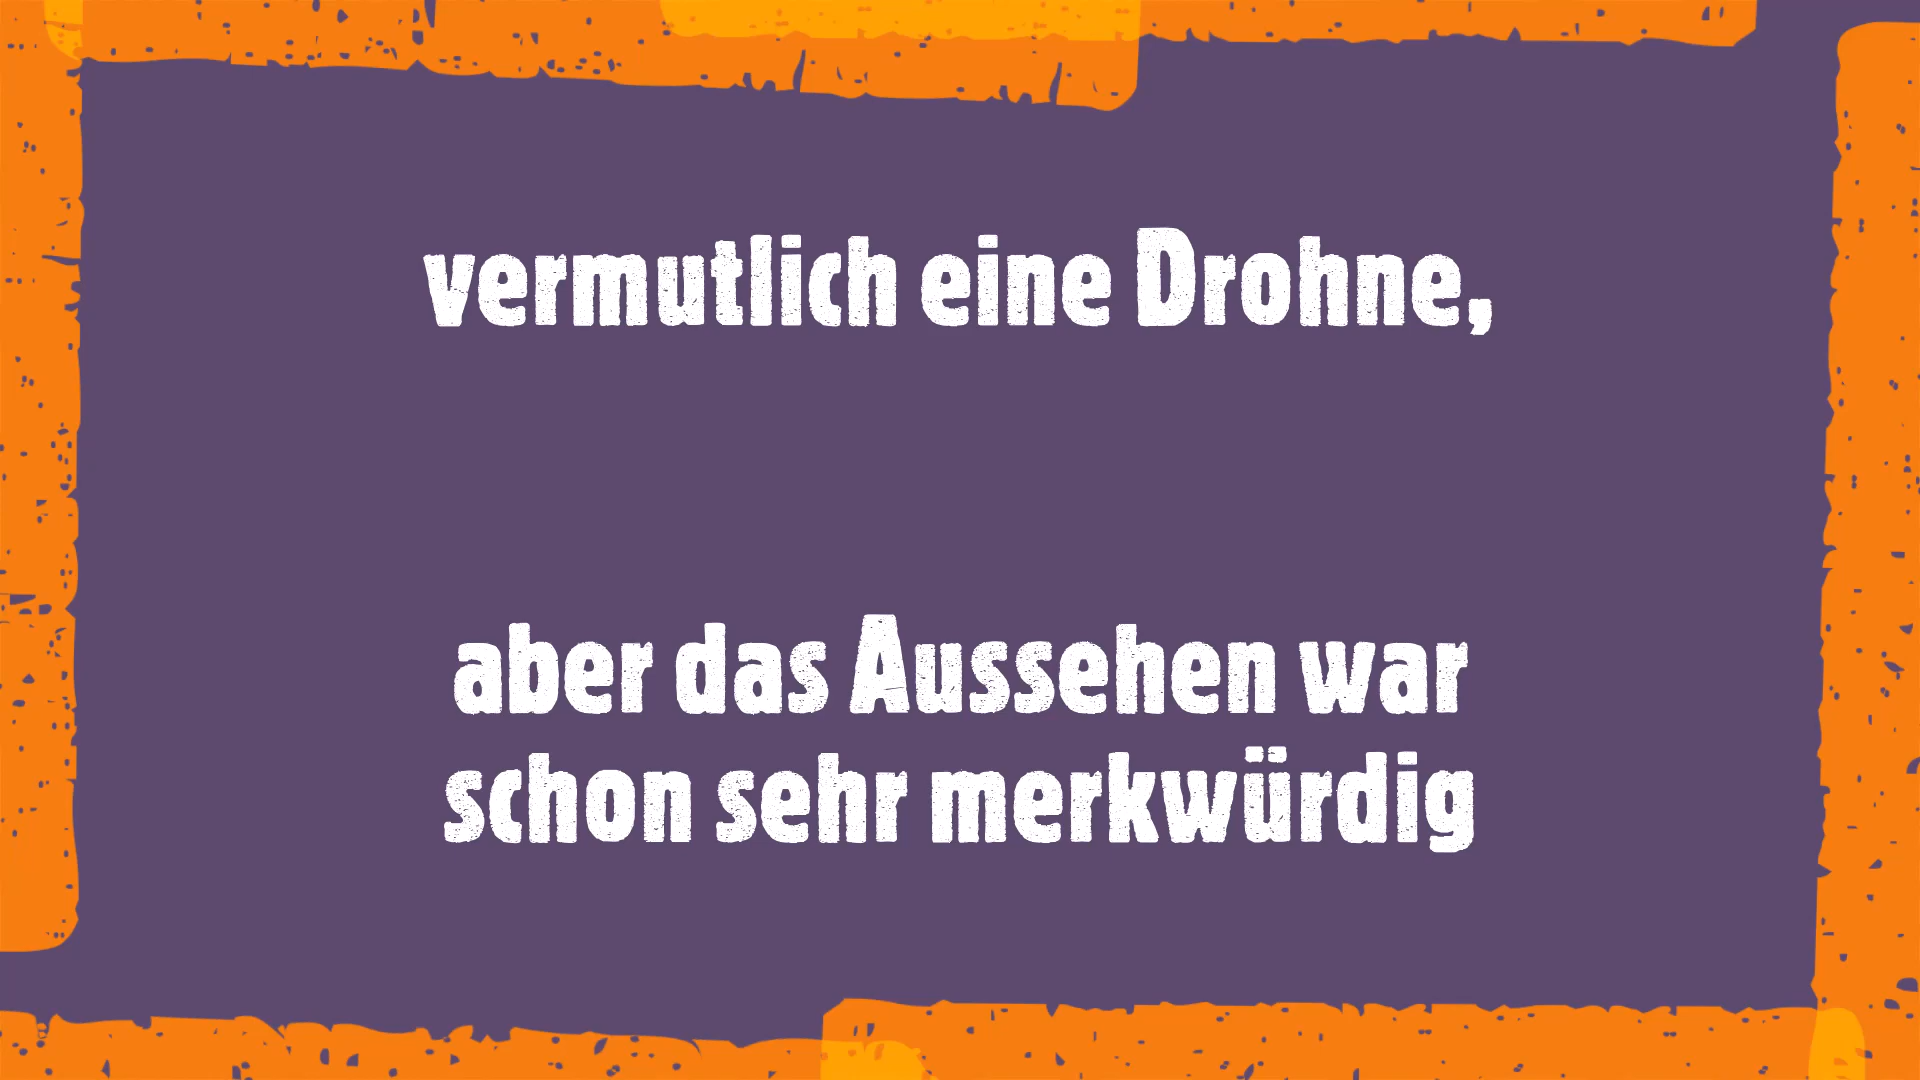 vermutlich eine Drohne,
aber das Aussehen war
schon sehr merkwürdig